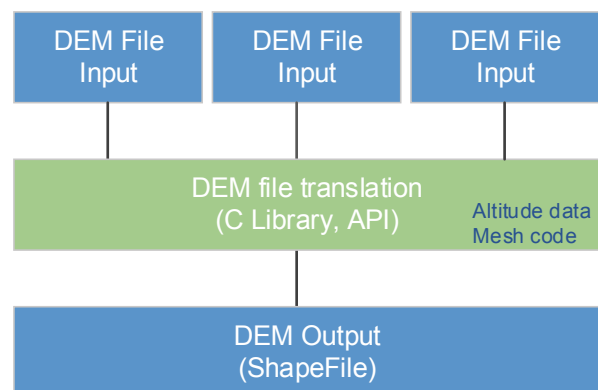 DEM File
Input
DEM File
Input
DEM File
Input
DEM file translation
(C Library, API)
Altitude data
Mesh code
DEM Output
(ShapeFile)